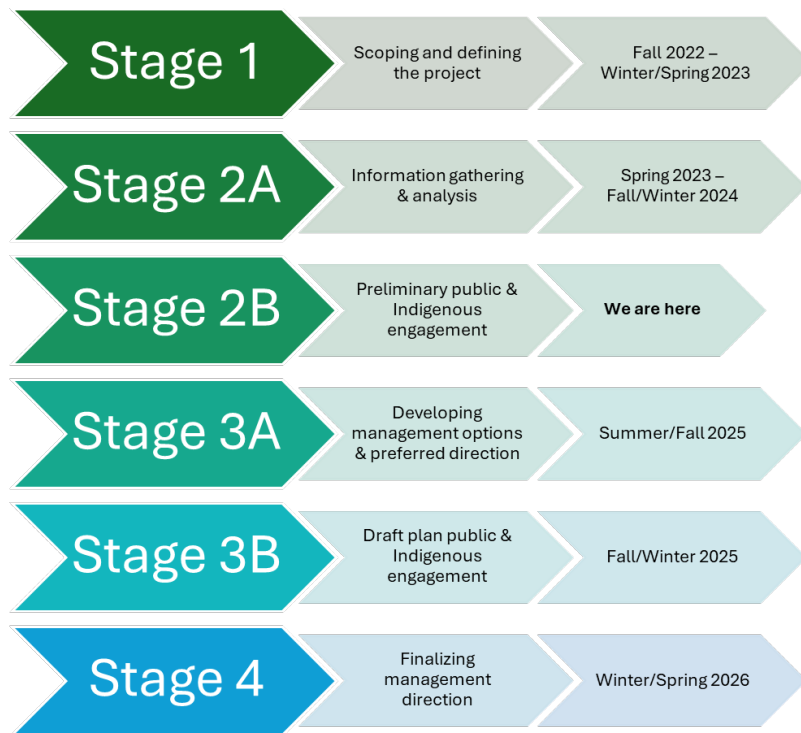 Stage 1
Scoping and defining
the project
Fall 2022 –
Winter/Spring 2023
Stage 2A
Information gathering
& analysis
Spring 2023 –
Fall/Winter 2024
Stage 2B
Preliminary public &
Indigenous
engagement
We are here
Stage 3A
Developing
management options
& preferred direction
Summer/Fall 2025
Stage 3B
Draft plan public &
Indigenous
engagement
Fall/Winter 2025
Stage 4
Finalizing
management
direction
Winter/Spring 2026